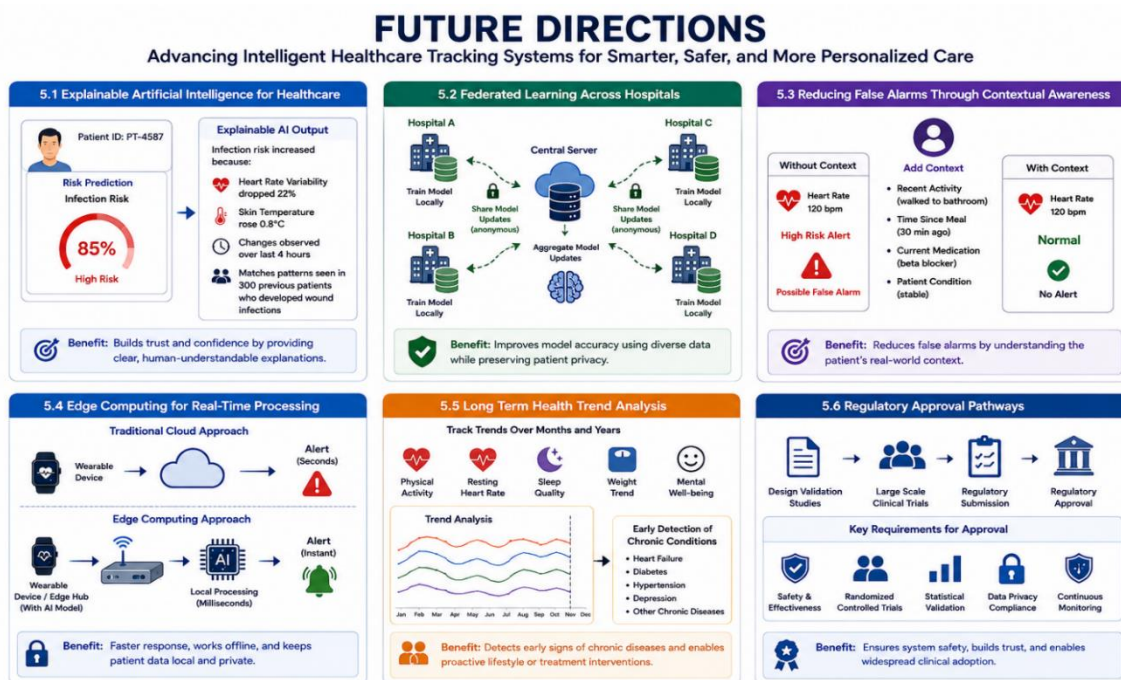 FUTURE DIRECTIONS
Advancing Intelligent Healthcare Tracking Systems for Smarter, Safer, and More Personalized Care
5.1 Explainable Artificial Intelligence for Healthcare
Patient ID: PT-4587
Risk Prediction
Infection Risk
85%
High Risk
Explainable AI Output
Infection risk increased
because:
Heart Rate Variability
dropped 22%
Skin Temperature
rose 0.8°C
Changes observed
over last 4 hours
Matches patterns seen in
300 previous patients
who developed wound
infections
Benefit: Builds trust and confidence by providing
clear, human-understandable explanations.
5.2 Federated Learning Across Hospitals
Hospital A
Train Model
Locally
Hospital B
Train Model
Locally
Share Model
Updates
(anonymous)
Central Server
Aggregate Model
Updates
Share Model
Updates
(anonymous)
Hospital C
Train Model
Locally
Hospital D
Train Model
Locally
Benefit: Improves model accuracy using diverse data
while preserving patient privacy.
5.3 Reducing False Alarms Through Contextual Awareness
Without Context
Heart Rate
120 bpm
High Risk Alert
Possible False Alarm
Add Context
• Recent Activity
(walked to bathroom)
• Time Since Meal
(30 min ago)
• Current Medication
(beta blocker)
• Patient Condition
(stable)
With Context
Heart Rate
120 bpm
Normal
No Alert
Benefit: Reduces false alarms by understanding the
patient's real-world context.
5.4 Edge Computing for Real-Time Processing
Traditional Cloud Approach
Wearable
Device
Alert
(Seconds)
Edge Computing Approach
Wearable
Device / Edge Hub
(With AI Model)
AI
Local Processing
(Milliseconds)
Alert
(Instant)
Benefit: Faster response, works offline, and keeps
patient data local and private.
5.5 Long Term Health Trend Analysis
Track Trends Over Months and Years
Physical
Activity
Resting
Heart Rate
Sleep
Quality
Weight
Trend
Mental
Well-being
Trend Analysis
Jan Feb Mar Apr May Jun Jul Aug Sep Oct Nov Dec
Early Detection of
Chronic Conditions
• Heart Failure
• Diabetes
• Hypertension
• Depression
• Other Chronic Diseases
Benefit: Detects early signs of chronic diseases and enables
proactive lifestyle or treatment interventions.
5.6 Regulatory Approval Pathways
Design Validation
Studies
Large Scale
Clinical Trials
Regulatory
Submission
Regulatory
Approval
Key Requirements for Approval
Safety &
Effectiveness
Randomized
Controlled Trials
Statistical
Validation
Data Privacy
Compliance
Continuous
Monitoring
Benefit: Ensures system safety, builds trust, and enables
widespread clinical adoption.